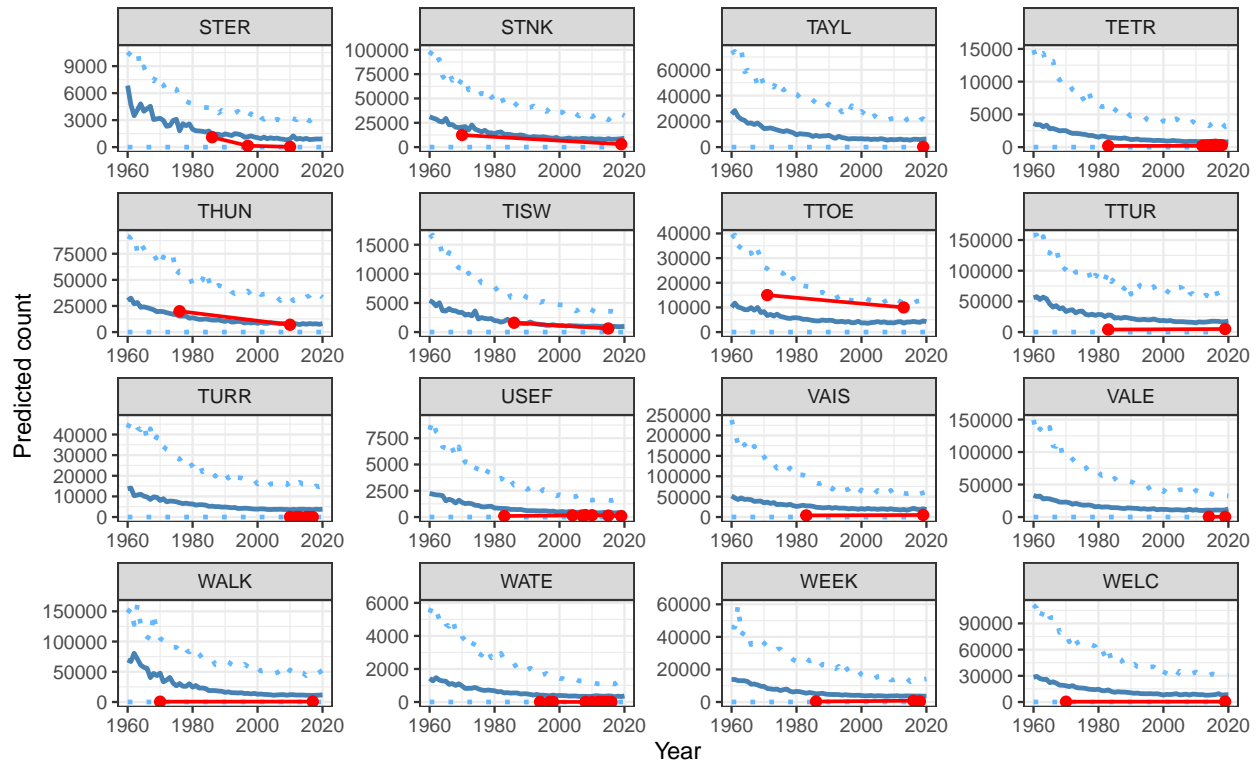 STER STNK TAYL TETR
9000 6000 3000 0
100000 75000 50000 25000 0
60000 40000 20000 0
15000 10000 5000 0
1960 1980 2000 2020 1960 1980 2000 2020 1960 1980 2000 2020 1960 1980 2000 2020
THUN TISW TTOE TTUR
75000 50000 25000 0
15000 10000 5000 0
40000 30000 20000 10000 0
150000 100000 50000 0
1960 1980 2000 2020 1960 1980 2000 2020 1960 1980 2000 2020 1960 1980 2000 2020
Predicted count
TURR USEF VAIS VALE
40000 30000 20000 10000 0
7500 5000 2500 0
250000 200000 150000 100000 50000 0
150000 100000 50000 0
1960 1980 2000 2020 1960 1980 2000 2020 1960 1980 2000 2020 1960 1980 2000 2020
WALK WATE WEEK WELC
150000 100000 50000 0
6000 4000 2000 0
60000 40000 20000 0
90000 60000 30000 0
1960 1980 2000 2020 1960 1980 2000 2020 1960 1980 2000 2020 1960 1980 2000 2020
Year